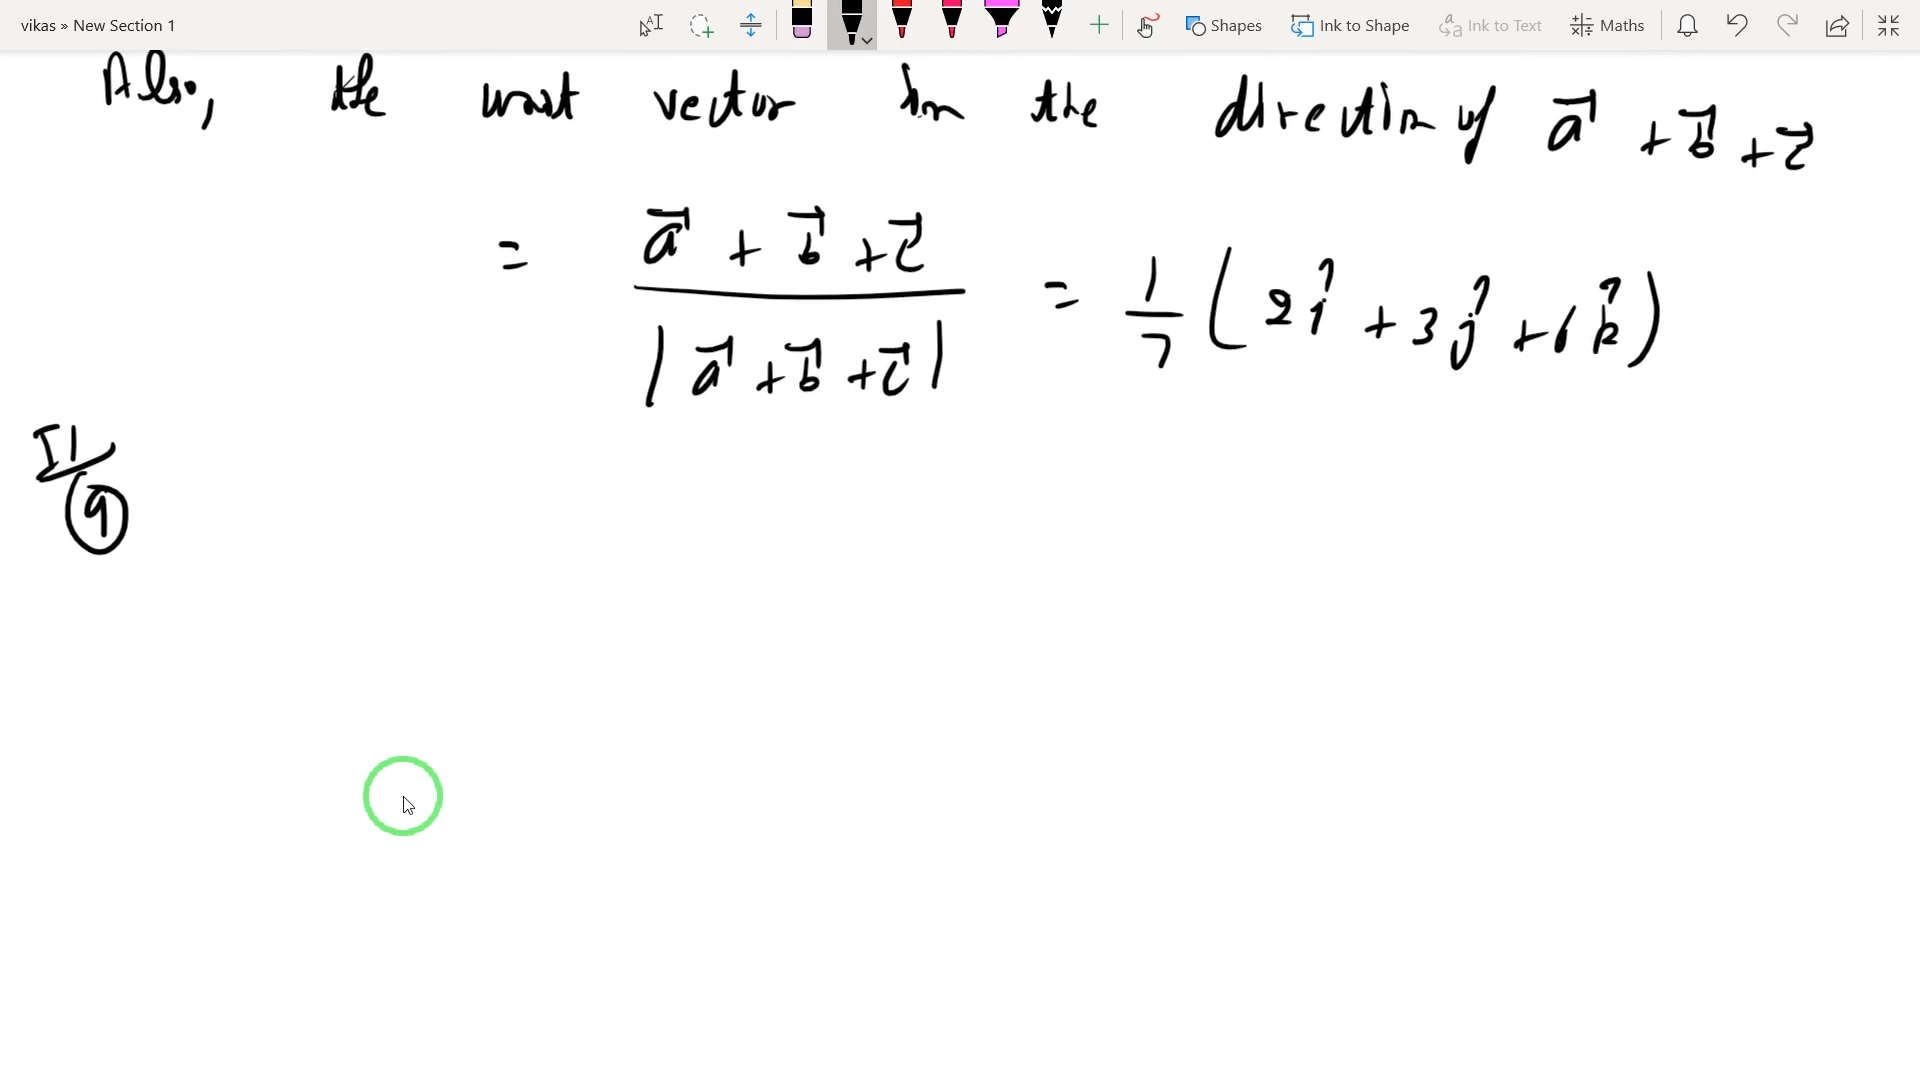 vikas » New Section 1
Shapes Ink to Shape Ink to Text Maths
Also, the unit vector in the direction of a⃗ + b⃗ + c⃗
= (a⃗ + b⃗ + c⃗) / |a⃗ + b⃗ + c⃗| = 1/7 (2î + 3ĵ + 6k̂)
II/
9